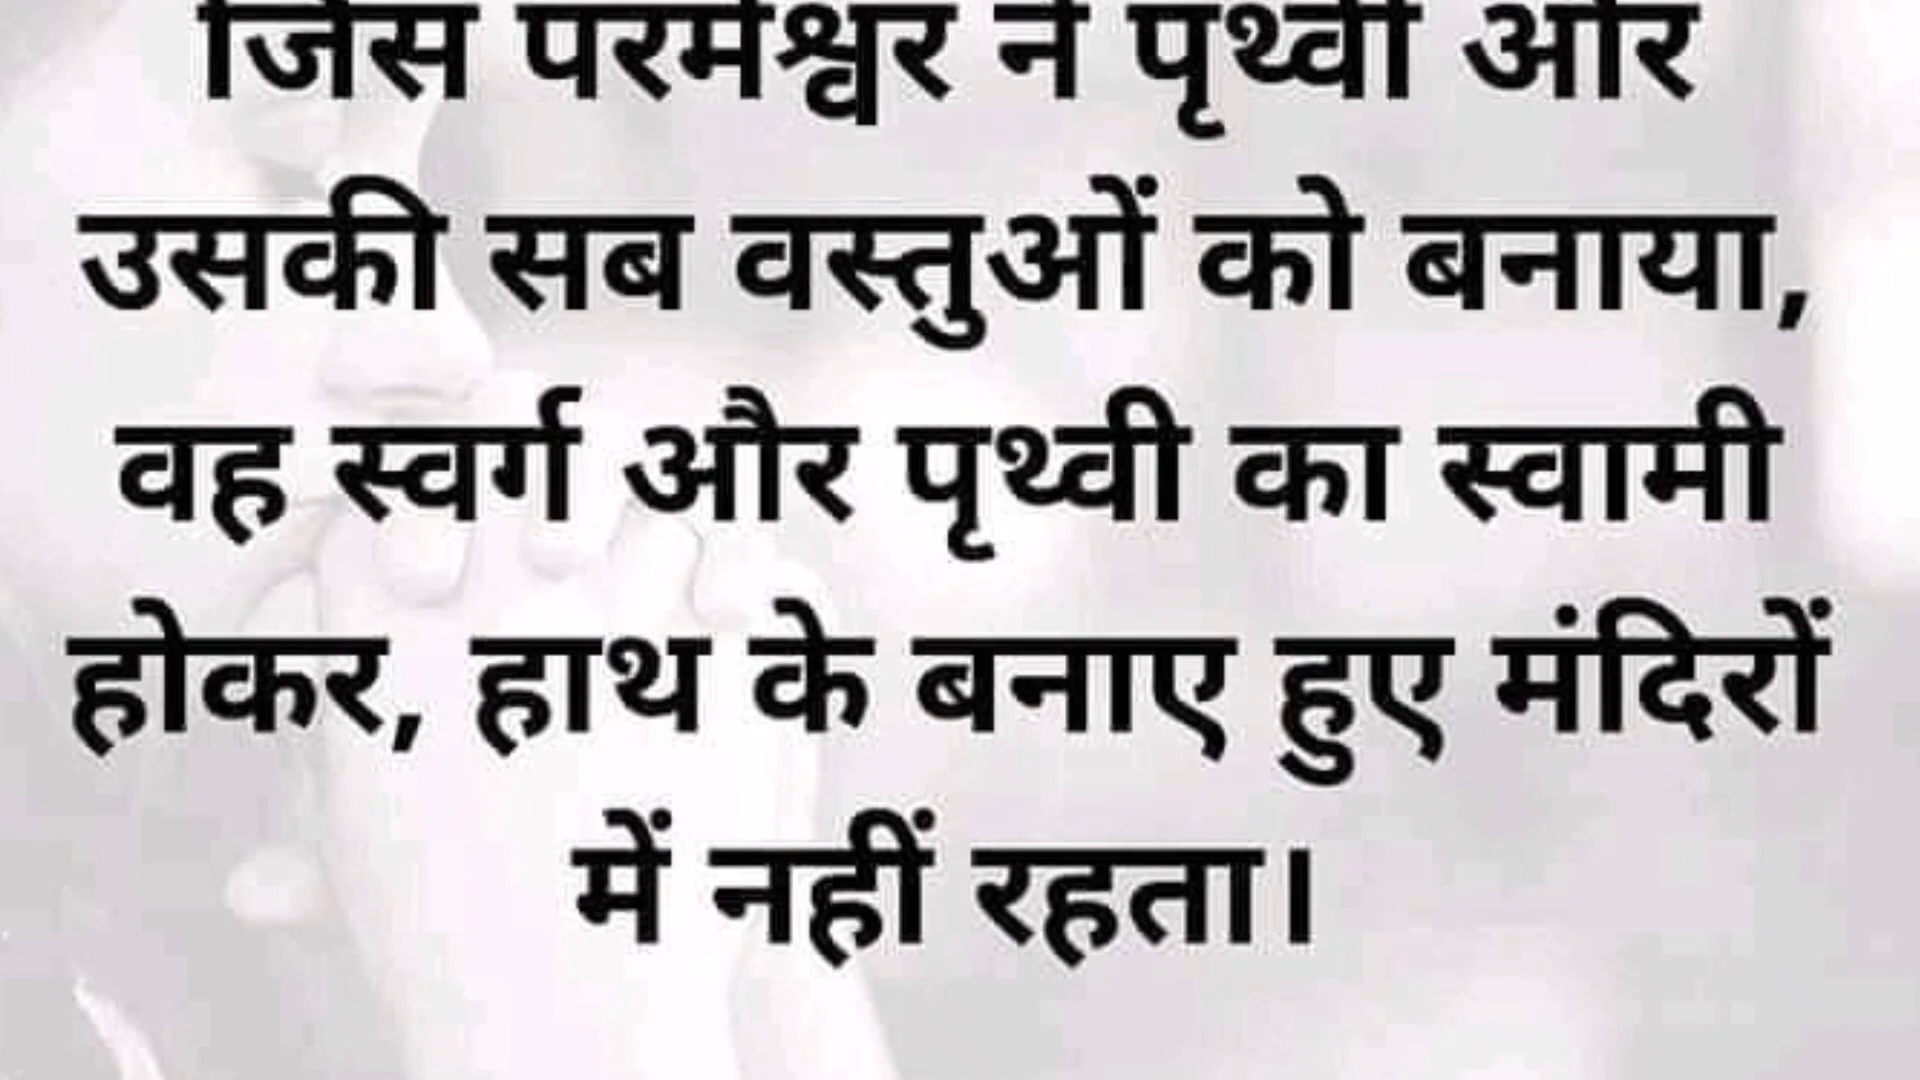 जिस परमेश्वर ने पृथ्वी और
उसकी सब वस्तुओं को बनाया,
वह स्वर्ग और पृथ्वी का स्वामी
होकर, हाथ के बनाए हुए मंदिरों
में नहीं रहता।